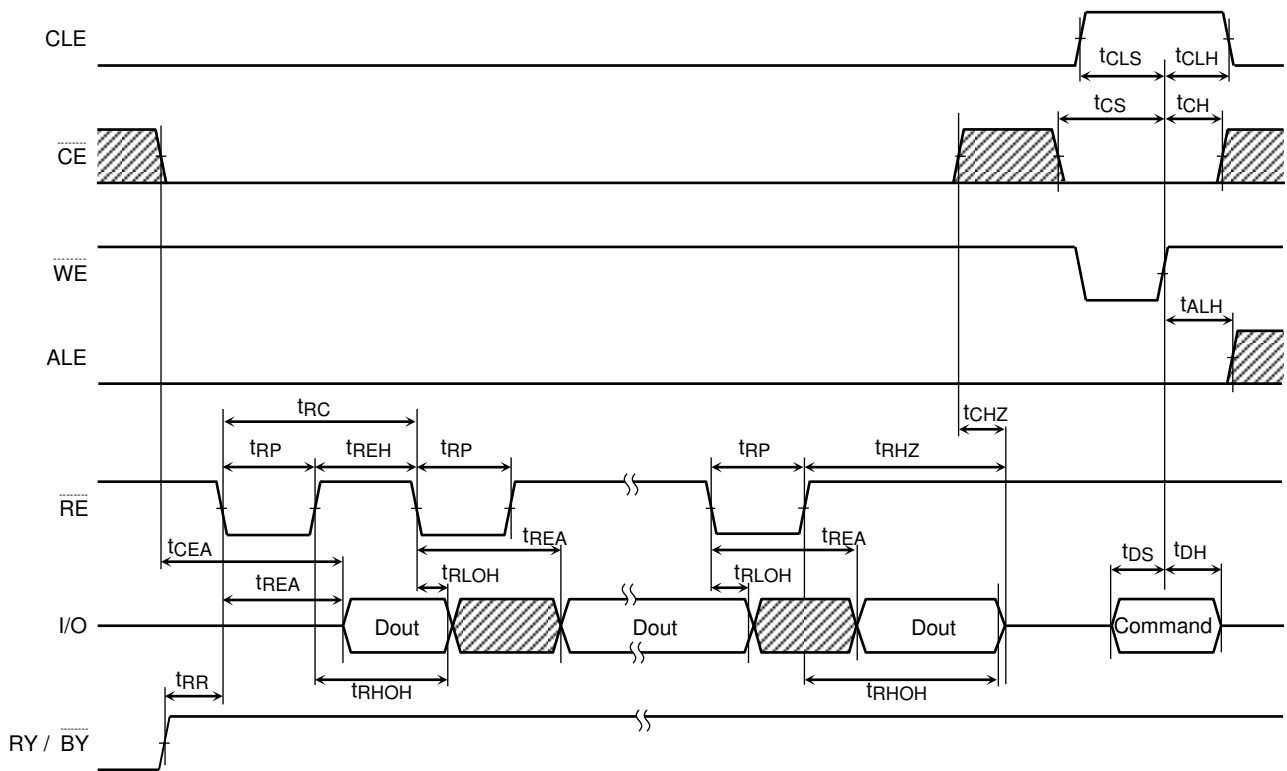 CLE
tCLS tCLH
tCS tCH
CE
WE
tALH
ALE
tRC
tCHZ
tRP tREH tRP tRP tRHZ
RE
tCEA tREA tREA tDS tDH
tREA tRLOH tRLOH
I/O Dout Dout Dout Command
tRR tRHOH tRHOH
RY / BY